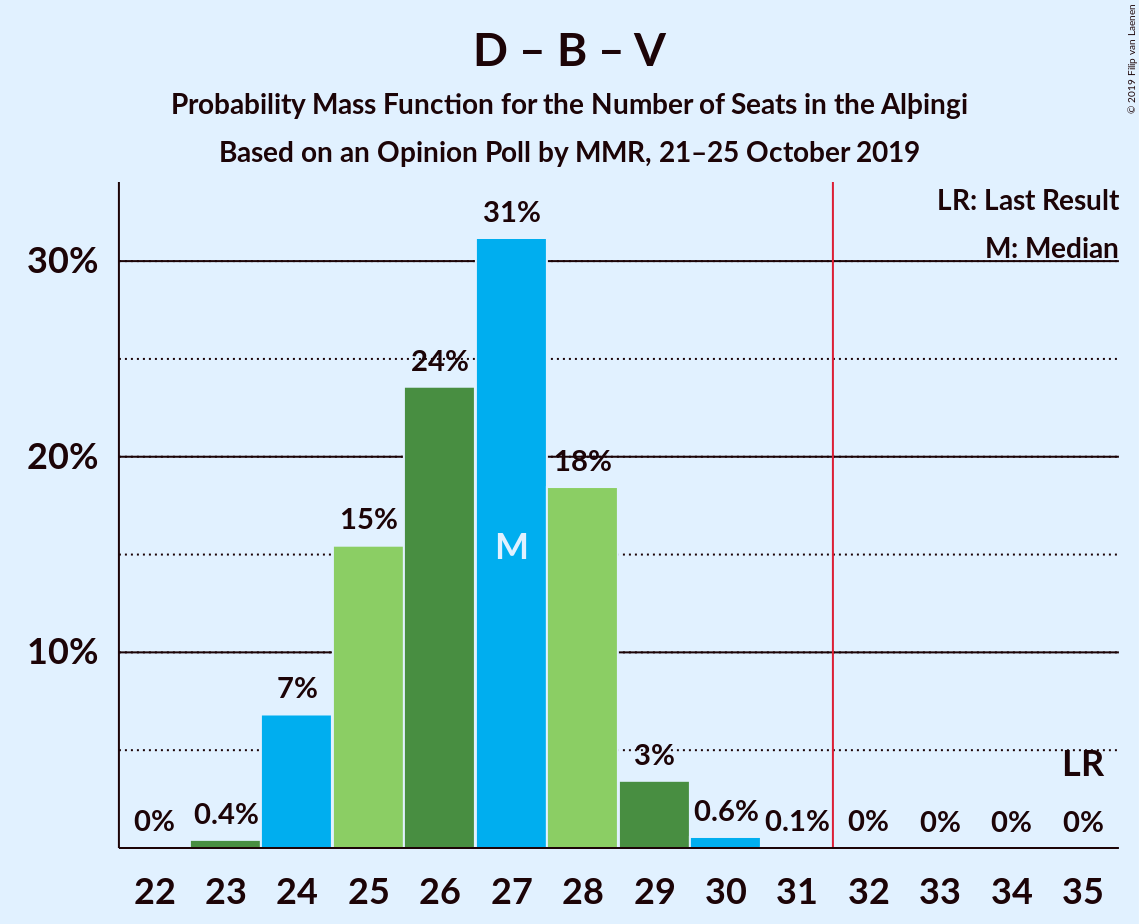 D – B – V
Probability Mass Function for the Number of Seats in the Alþingi
Based on an Opinion Poll by MMR, 21–25 October 2019
© 2019 Filip van Laenen
LR: Last Result
M: Median
30%
20%
10%
0%
0.4%
7%
15%
24%
31%
18%
3%
0.6%
0.1%
0%
0%
0%
0%
M
LR
22 23 24 25 26 27 28 29 30 31 32 33 34 35